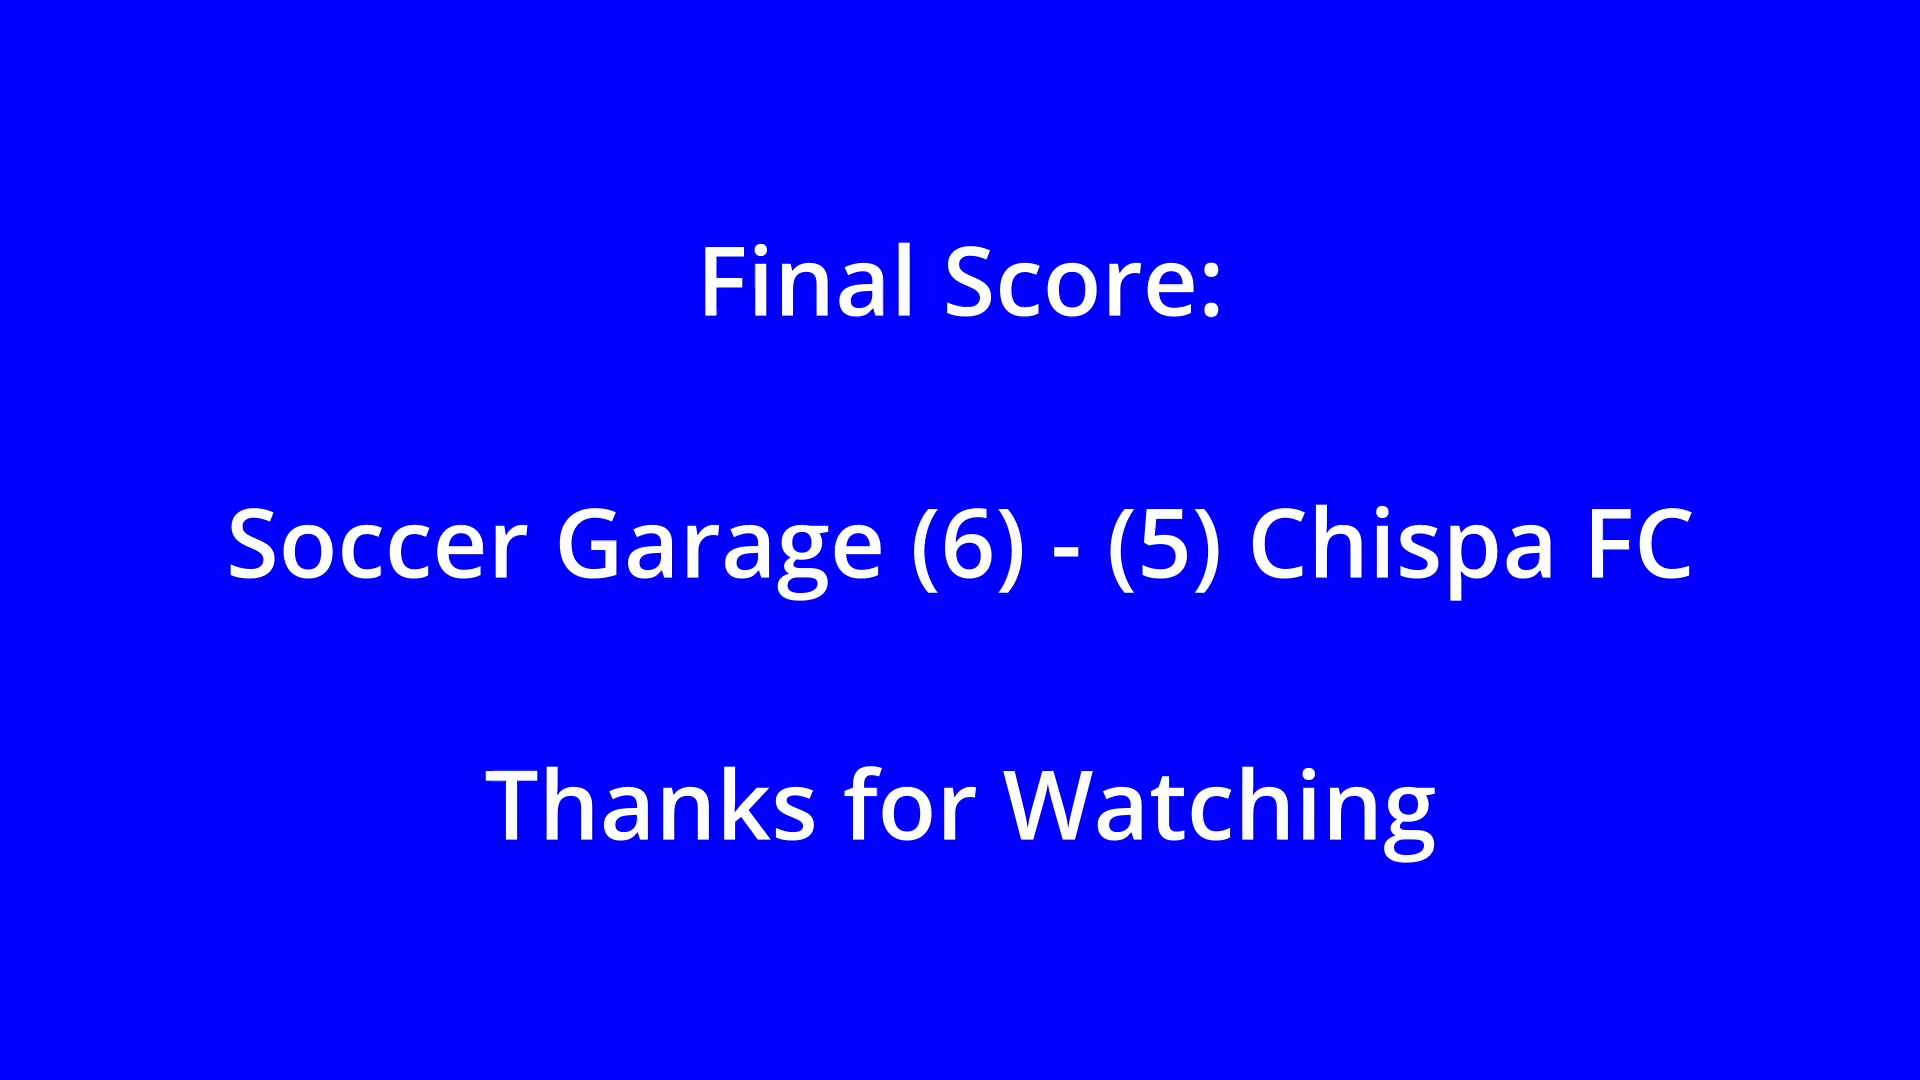 Final Score:
Soccer Garage (6) - (5) Chispa FC
Thanks for Watching